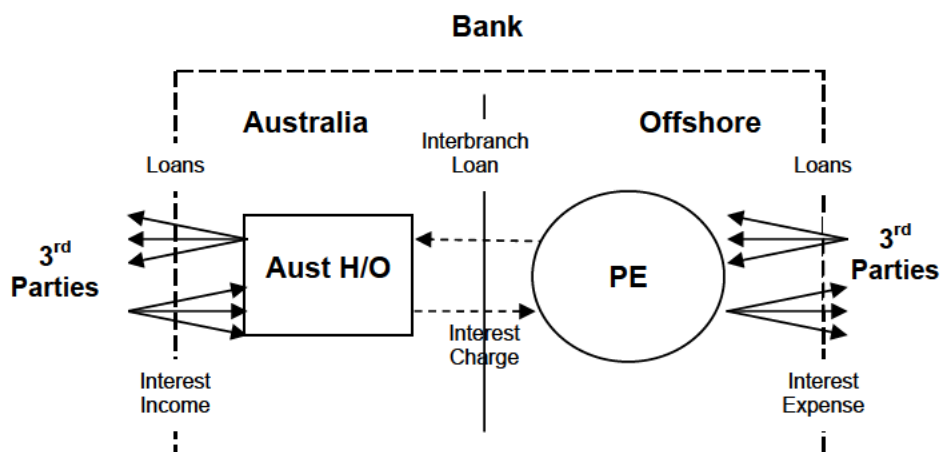 Bank
Australia
Offshore
Interbranch
Loan
Loans
Loans
3rd
Parties
Aust H/O
PE
3rd
Parties
Interest
Charge
Interest
Income
Interest
Expense